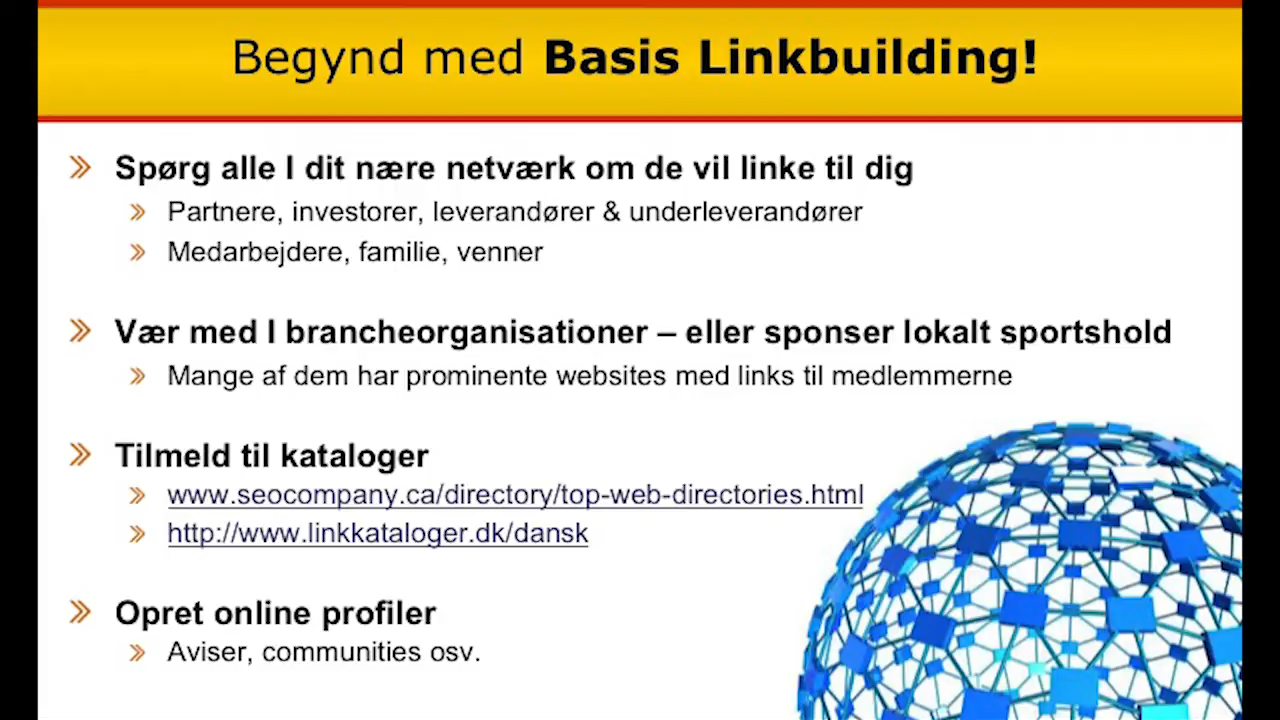 Begynd med Basis Linkbuilding!
Spørg alle I dit nære netværk om de vil linke til dig
Partnere, investorer, leverandører & underleverandører
Medarbejdere, familie, venner
Vær med I brancheorganisationer – eller sponser lokalt sportshold
Mange af dem har prominente websites med links til medlemmerne
Tilmeld til kataloger
www.seocompany.ca/directory/top-web-directories.html
http://www.linkkataloger.dk/dansk
Opret online profiler
Aviser, communities osv.